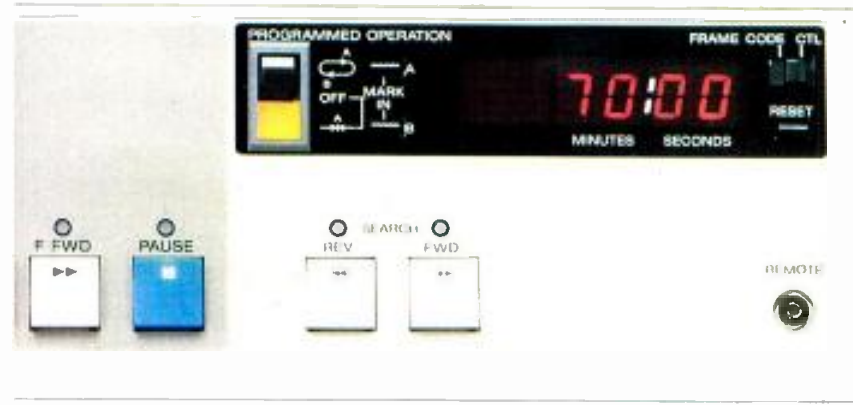 PROGRAMMED OPERATION
FRAME CODE CTL
A
A
B
OFF
MARK IN
A
B
70:00
RESET
MINUTES SECONDS
F FWD
PAUSE
SEARCH
REV
FWD
REMOTE